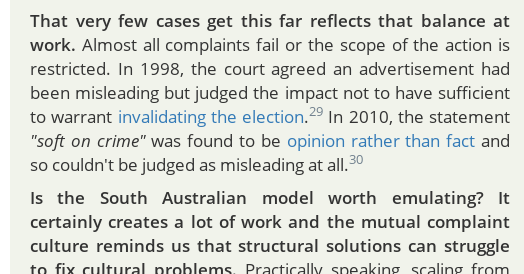 That very few cases get this far reflects that balance at
work. Almost all complaints fail or the scope of the action is
restricted. In 1998, the court agreed an advertisement had
been misleading but judged the impact not to have sufficient
to warrant invalidating the election.29 In 2010, the statement
"soft on crime" was found to be opinion rather than fact and
so couldn't be judged as misleading at all.30
Is the South Australian model worth emulating? It
certainly creates a lot of work and the mutual complaint
culture reminds us that structural solutions can struggle
to fix cultural problems. Practically speaking, scaling from